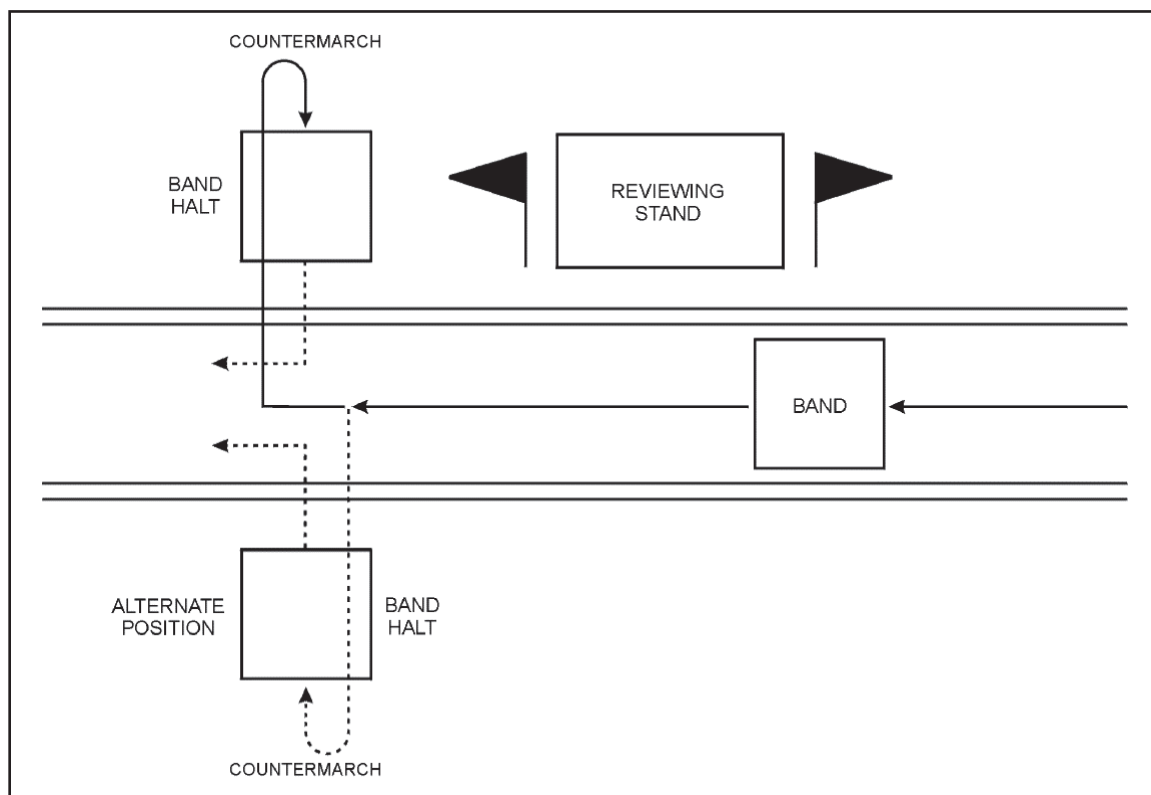 COUNTERMARCH
BAND
HALT
REVIEWING
STAND
BAND
ALTERNATE
POSITION
BAND
HALT
COUNTERMARCH